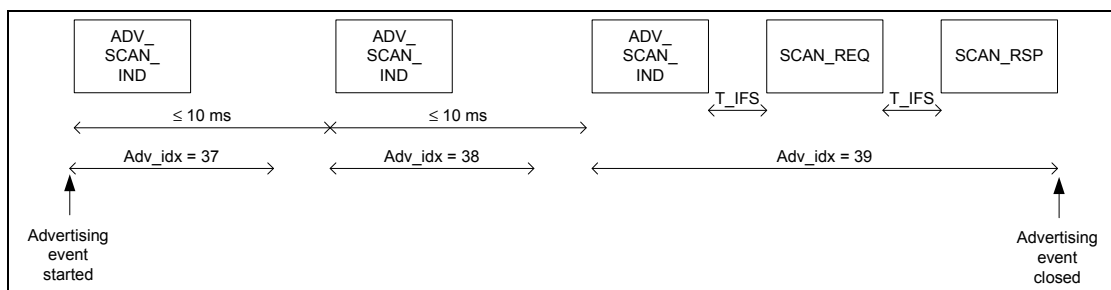 ADV_
SCAN_
IND
ADV_
SCAN_
IND
ADV_
SCAN_
IND
SCAN_REQ
SCAN_RSP
T_IFS
T_IFS
≤ 10 ms
≤ 10 ms
Adv_idx = 37
Adv_idx = 38
Adv_idx = 39
Advertising
event
started
Advertising
event
closed